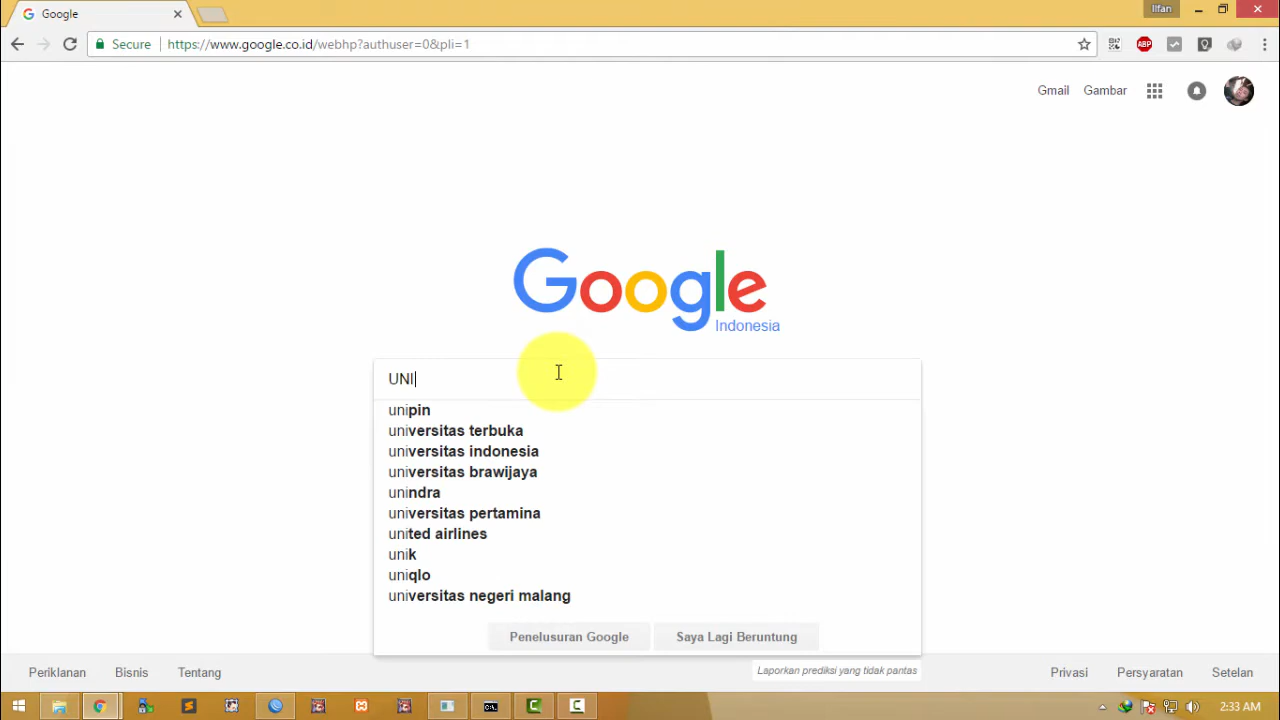 Google
Ilfan
Secure
https://www.google.co.id/webhp?authuser=0&pli=1
ABP
Gmail
Gambar
Google
Indonesia
UNI
unipin
universitas terbuka
universitas indonesia
universitas brawijaya
unindra
universitas pertamina
united airlines
unik
uniqlo
universitas negeri malang
Penelusuran Google
Saya Lagi Beruntung
Laporkan prediksi yang tidak pantas
Periklanan
Bisnis
Tentang
Privasi
Persyaratan
Setelan
2:33 AM